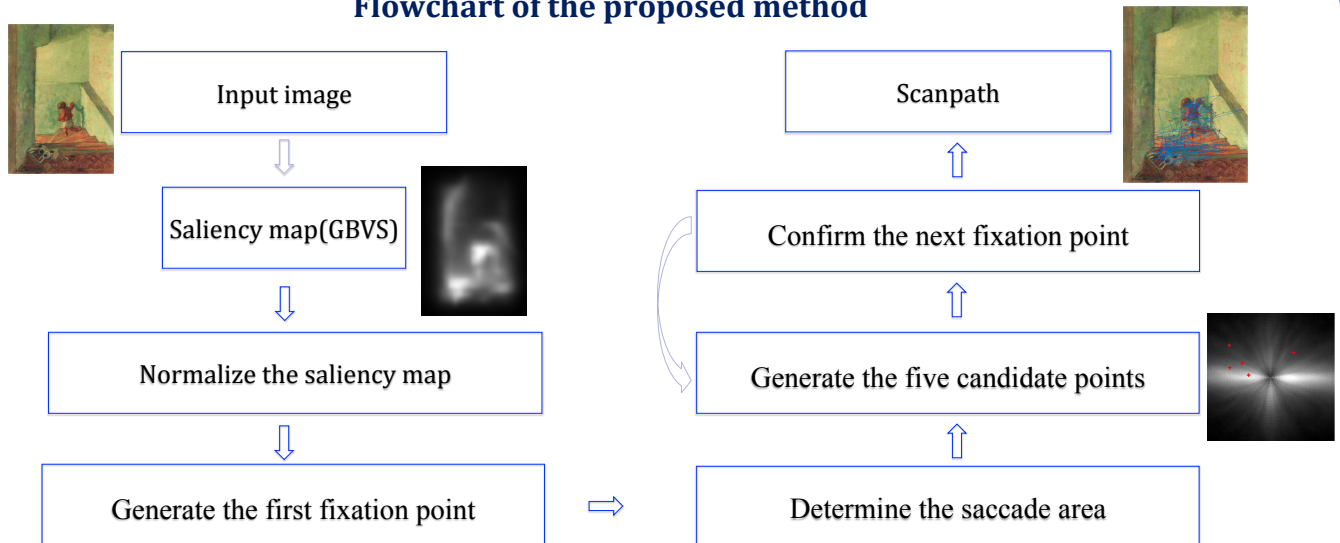 Flowchart of the proposed method
Input image
Saliency map(GBVS)
Normalize the saliency map
Generate the first fixation point
Scanpath
Confirm the next fixation point
Generate the five candidate points
Determine the saccade area